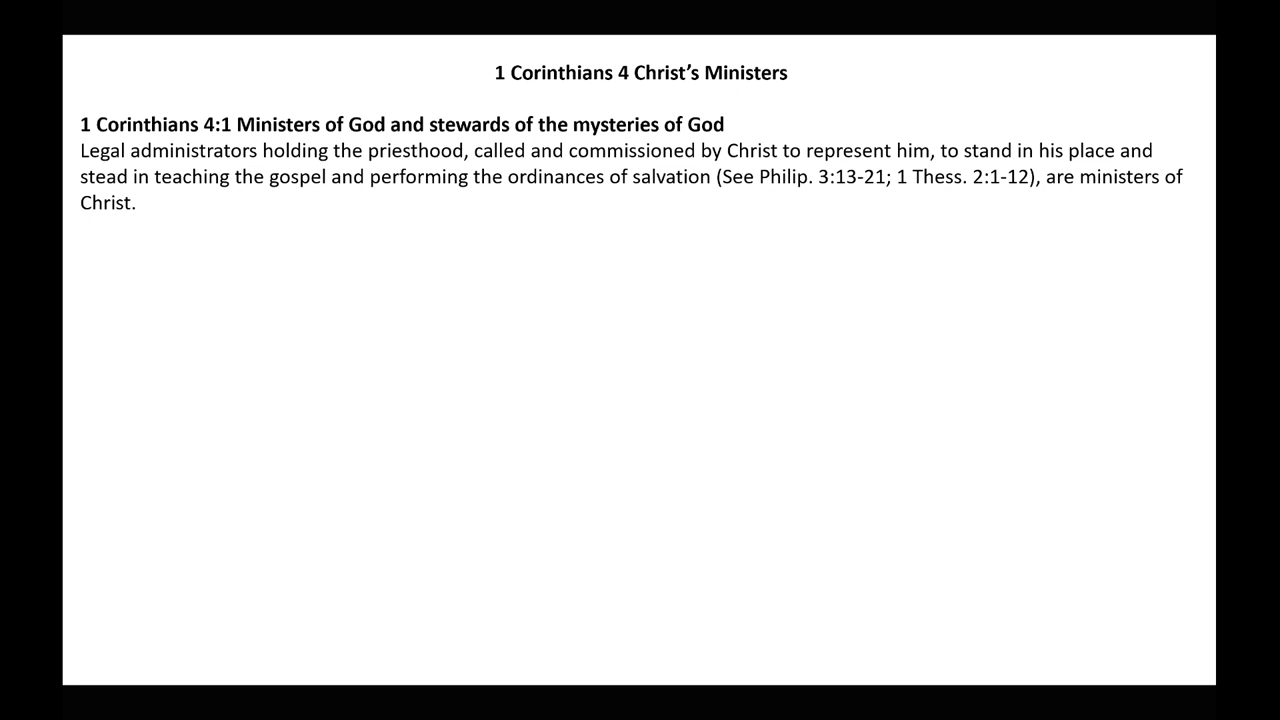 1 Corinthians 4 Christ’s Ministers
1 Corinthians 4:1 Ministers of God and stewards of the mysteries of God
Legal administrators holding the priesthood, called and commissioned by Christ to represent him, to stand in his place and
stead in teaching the gospel and performing the ordinances of salvation (See Philip. 3:13-21; 1 Thess. 2:1-12), are ministers of
Christ.